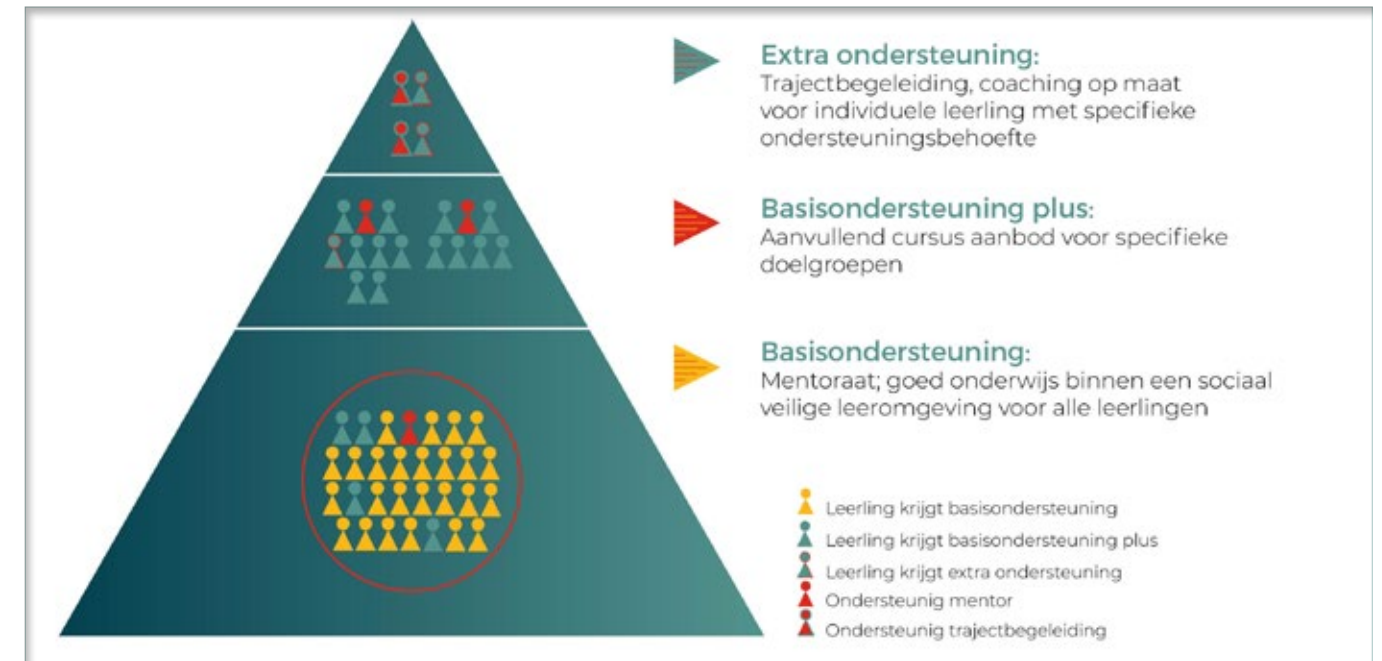 Extra ondersteuning:
Trajectbegeleiding, coaching op maat
voor individuele leerling met specifieke
ondersteuningsbehoefte
Basisondersteuning plus:
Aanvullend cursus aanbod voor specifieke
doelgroepen
Basisondersteuning:
Mentoraat; goed onderwijs binnen een sociaal
veilige leeromgeving voor alle leerlingen
Leerling krijgt basisondersteuning
Leerling krijgt basisondersteuning plus
Leerling krijgt extra ondersteuning
Ondersteunig mentor
Ondersteunig trajectbegeleiding